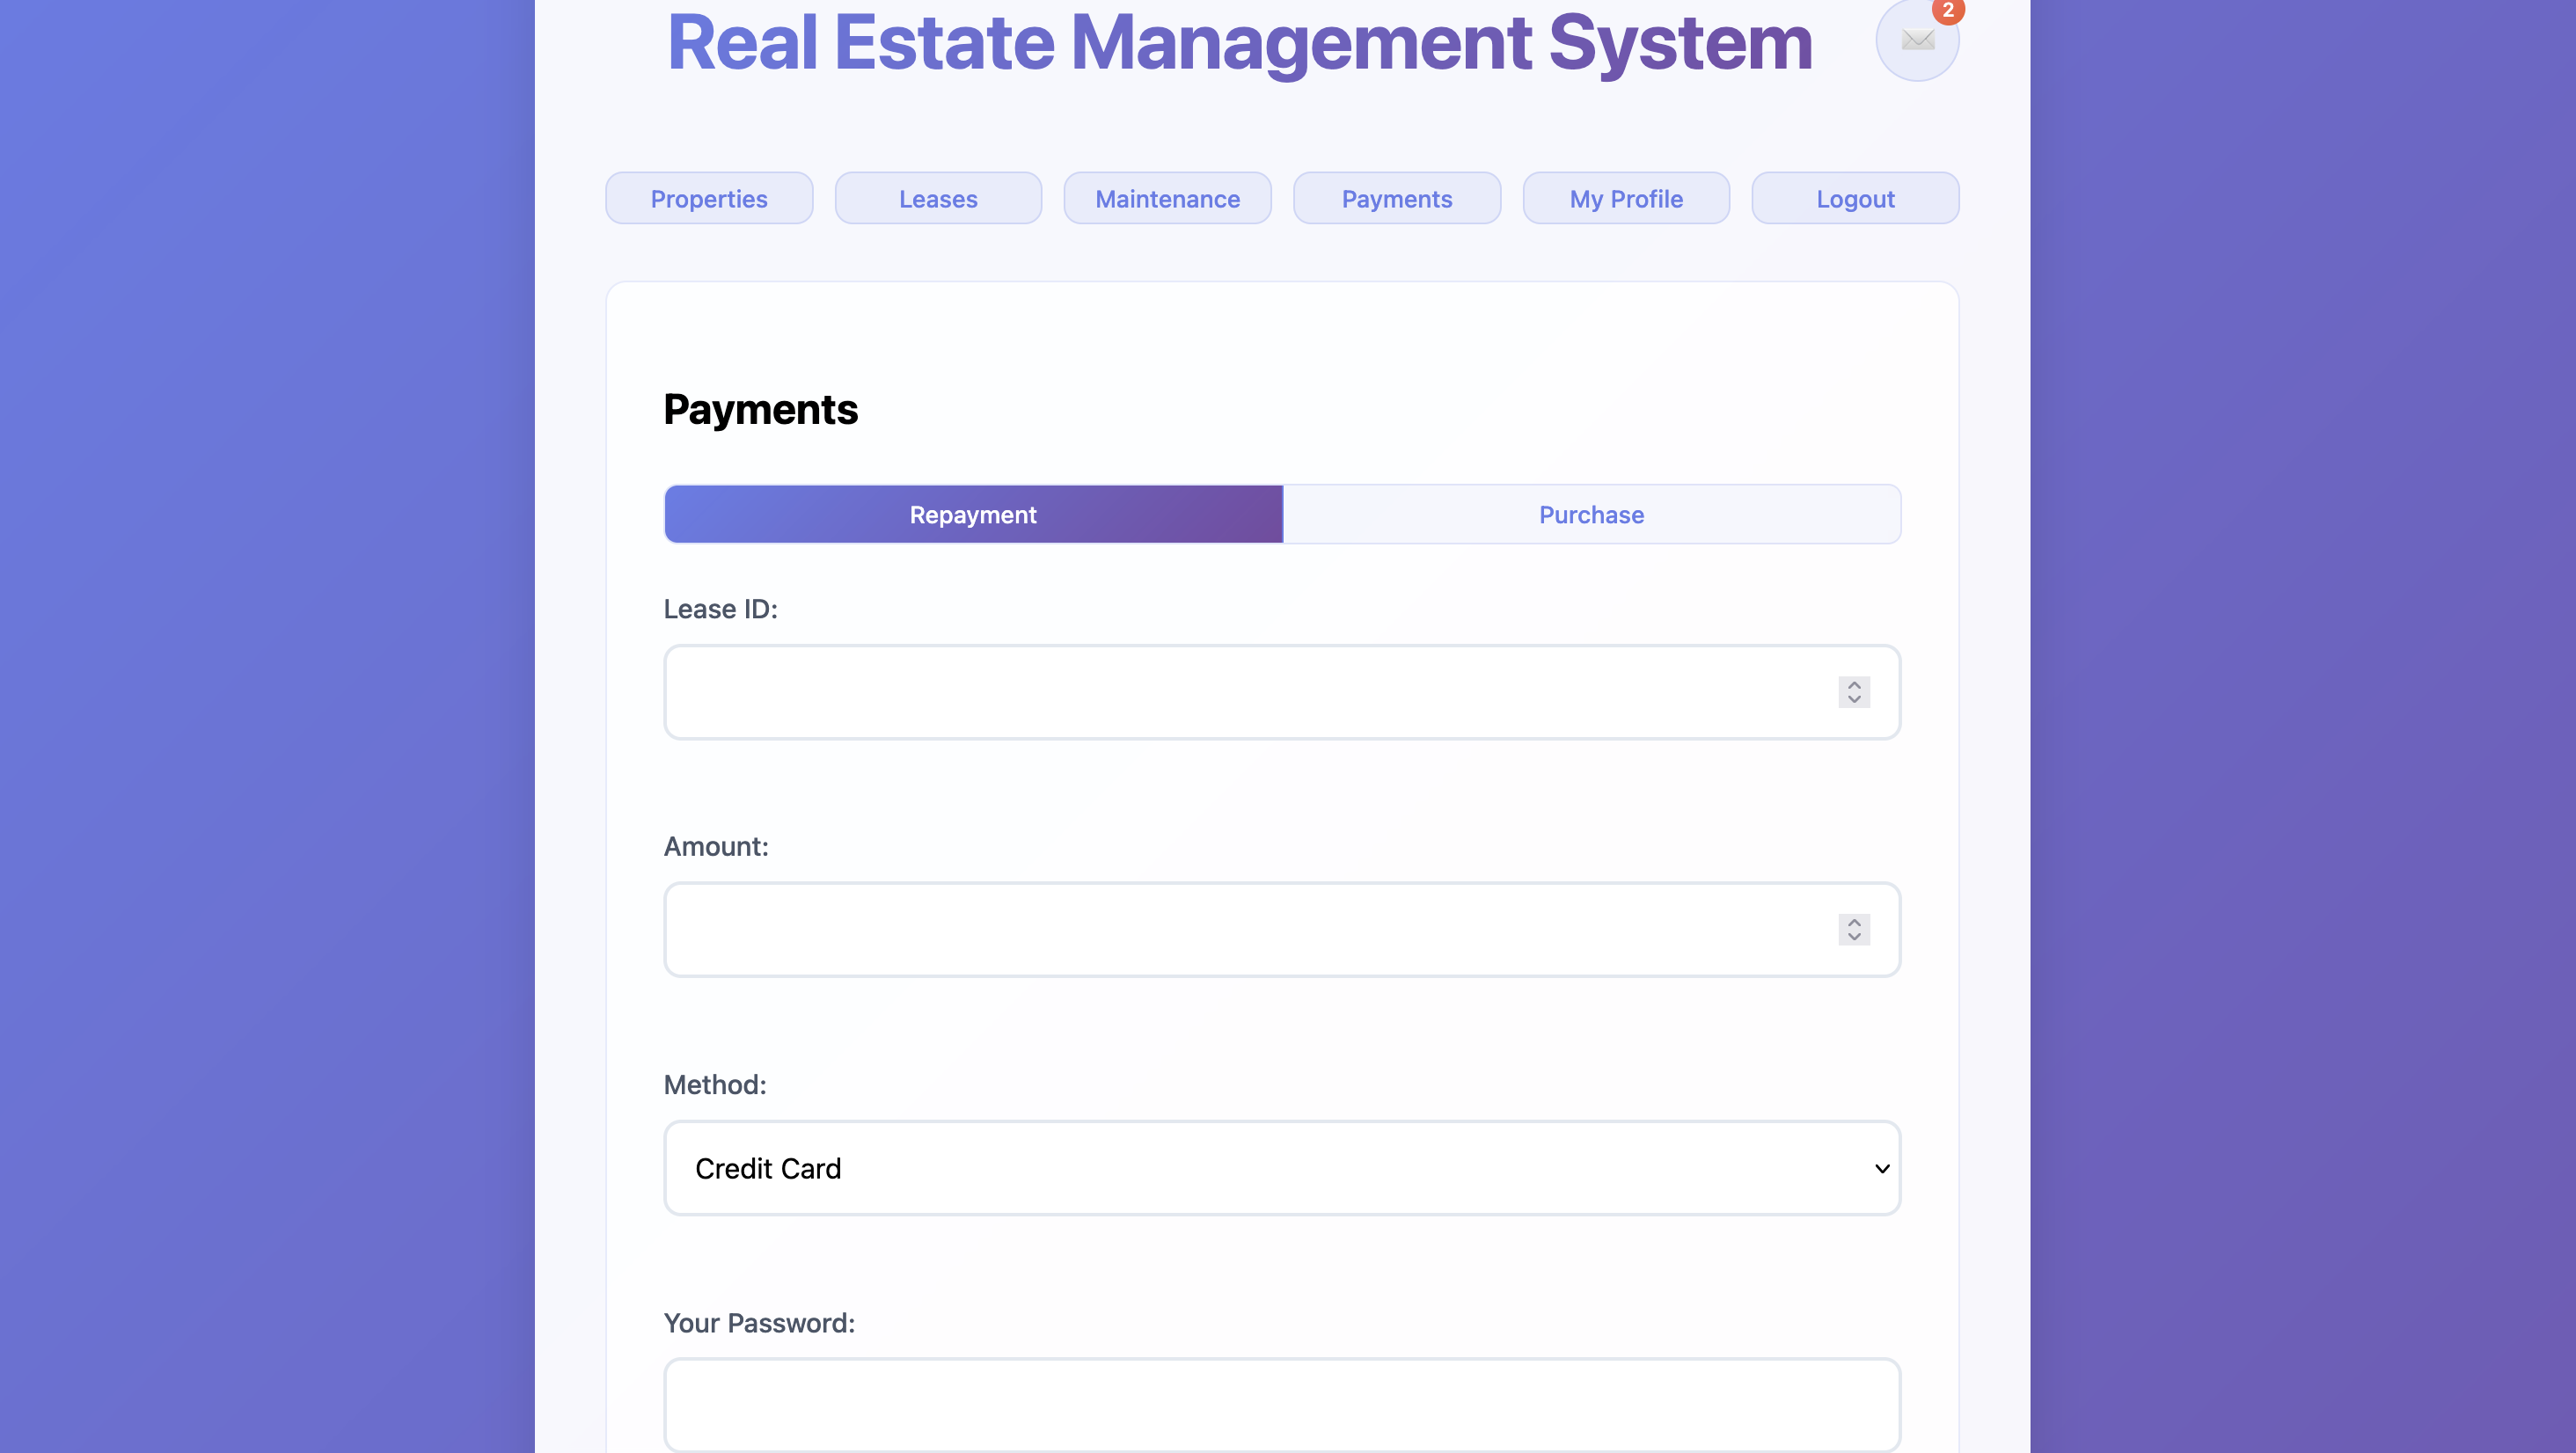 Real Estate Management System
2
Properties Leases Maintenance Payments My Profile Logout
Payments
Repayment Purchase
Lease ID:
Amount:
Method:
Credit Card
Your Password: